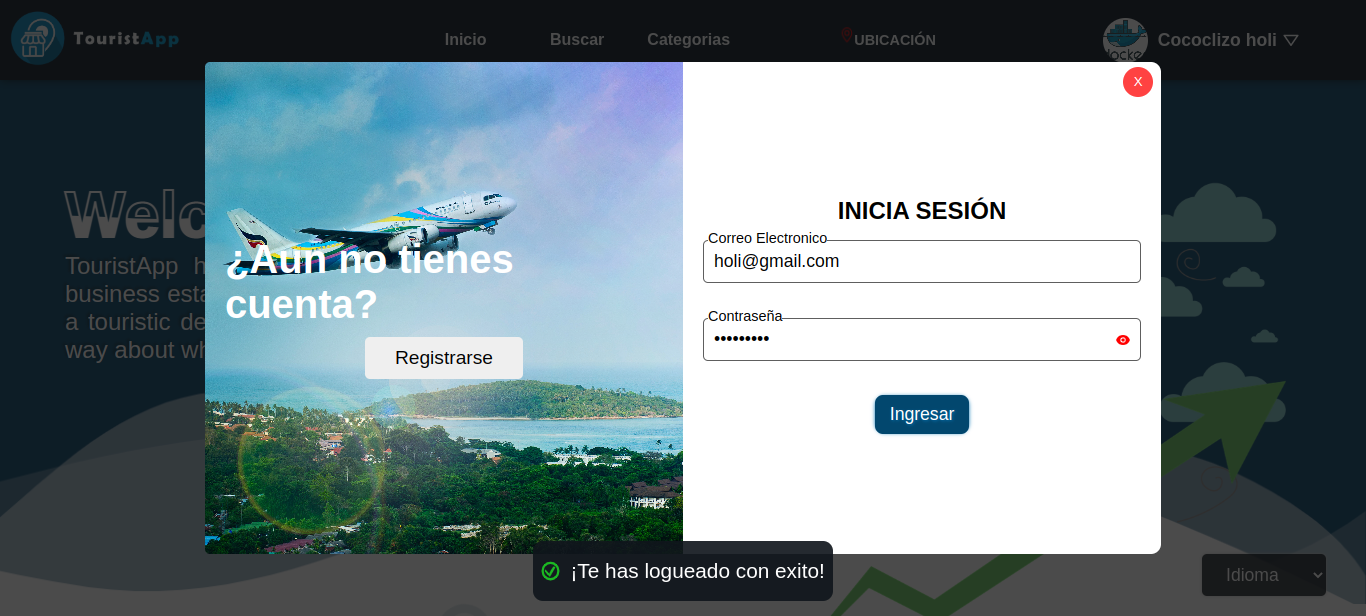 TouristApp
Inicio
Buscar
Categorias
UBICACIÓN
docke
Cococlizo holi
X
Welc
TouristApp h
business esta
a touristic de
way about wh
¿Aun no tienes
cuenta?
Registrarse
INICIA SESIÓN
Correo Electronico
holi@gmail.com
Contraseña
•••••••••
Ingresar
¡Te has logueado con exito!
Idioma